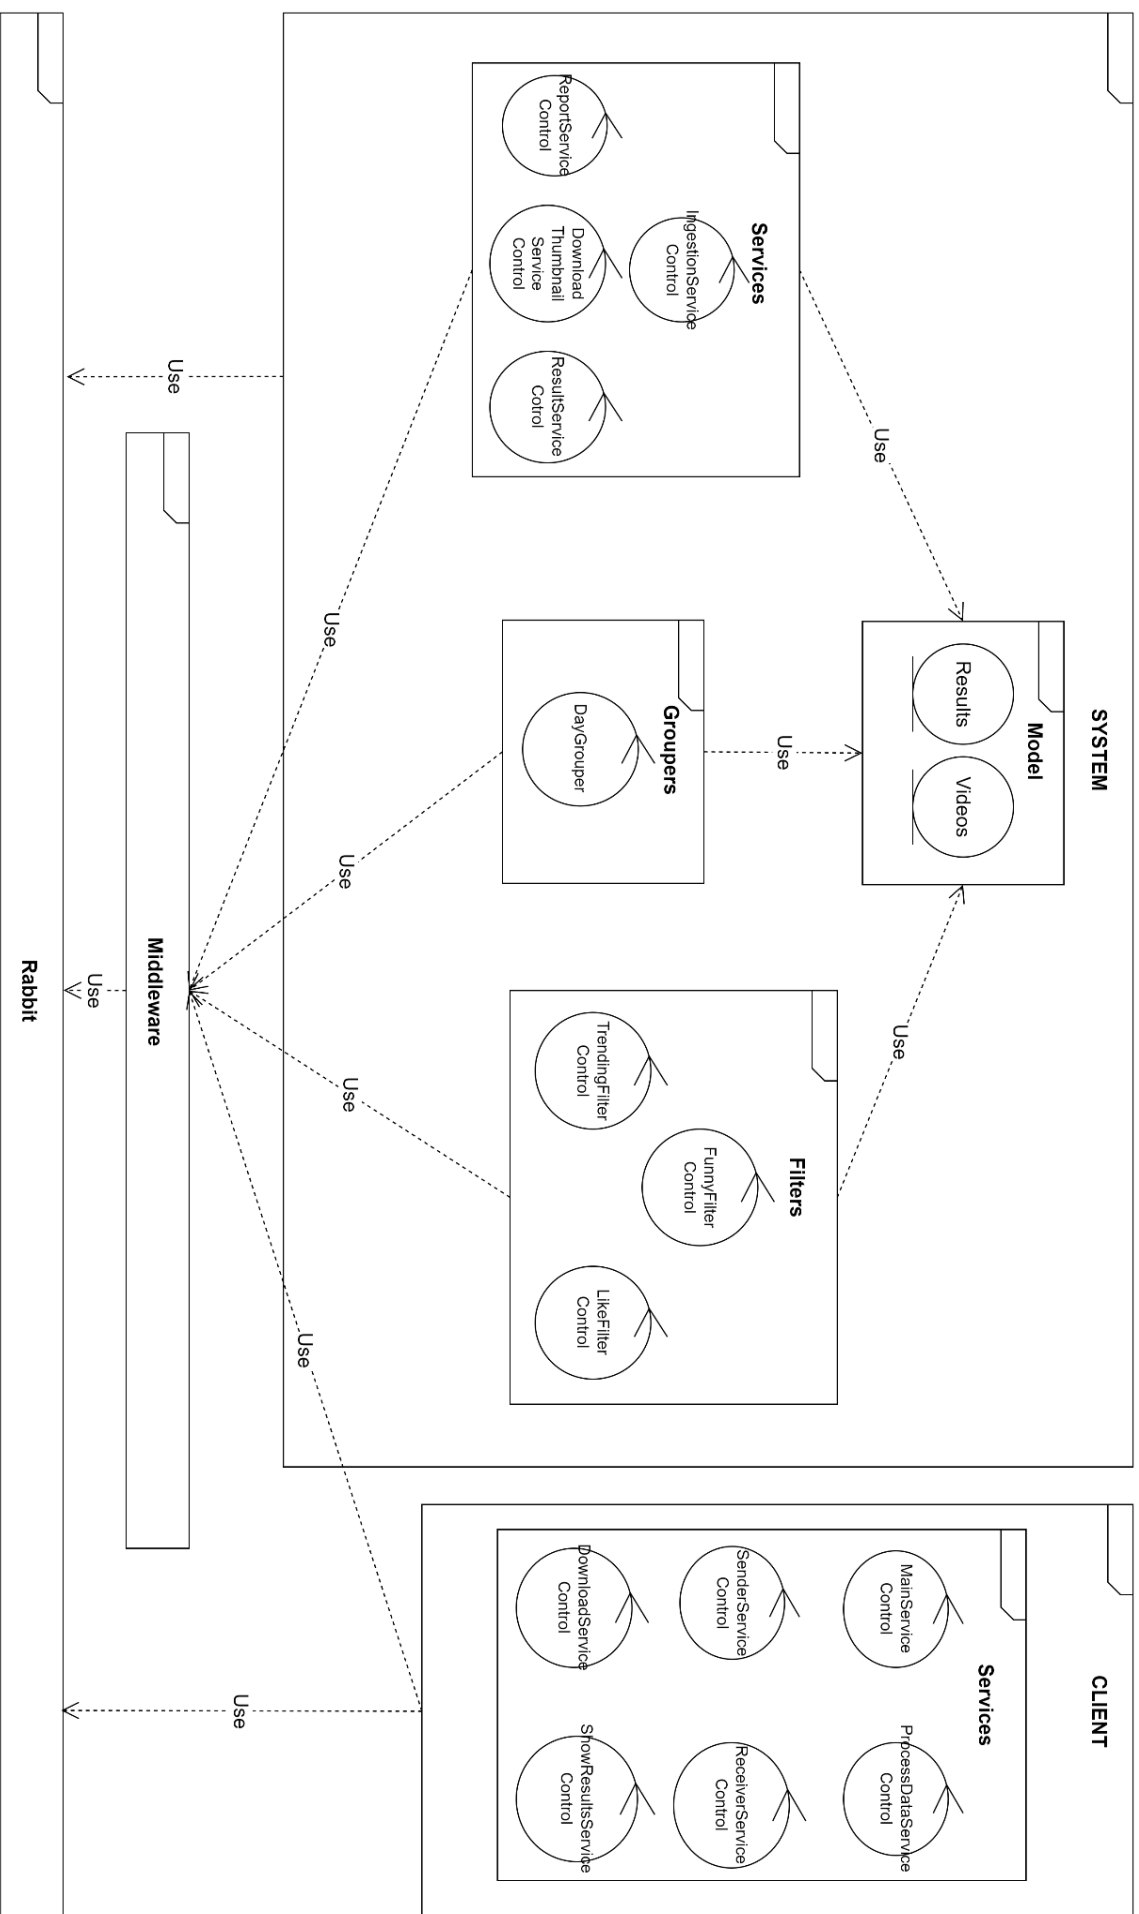 SYSTEM
CLIENT
Model
Results
Videos
Services
IngestionService
Control
ReportService
Control
Download
Thumbnail
Service
Control
ResultService
Cotrol
Groupers
DayGrouper
Filters
FunnyFilter
Control
TrendingFilter
Control
LikeFilter
Control
Services
MainService
Control
ProcessDataService
Control
SenderService
Control
ReceiverService
Control
DownloadService
Control
ShowResultsService
Control
Use
Use
Use
Use
Use
Use
Use
Use
Use
Use
Middleware
Rabbit